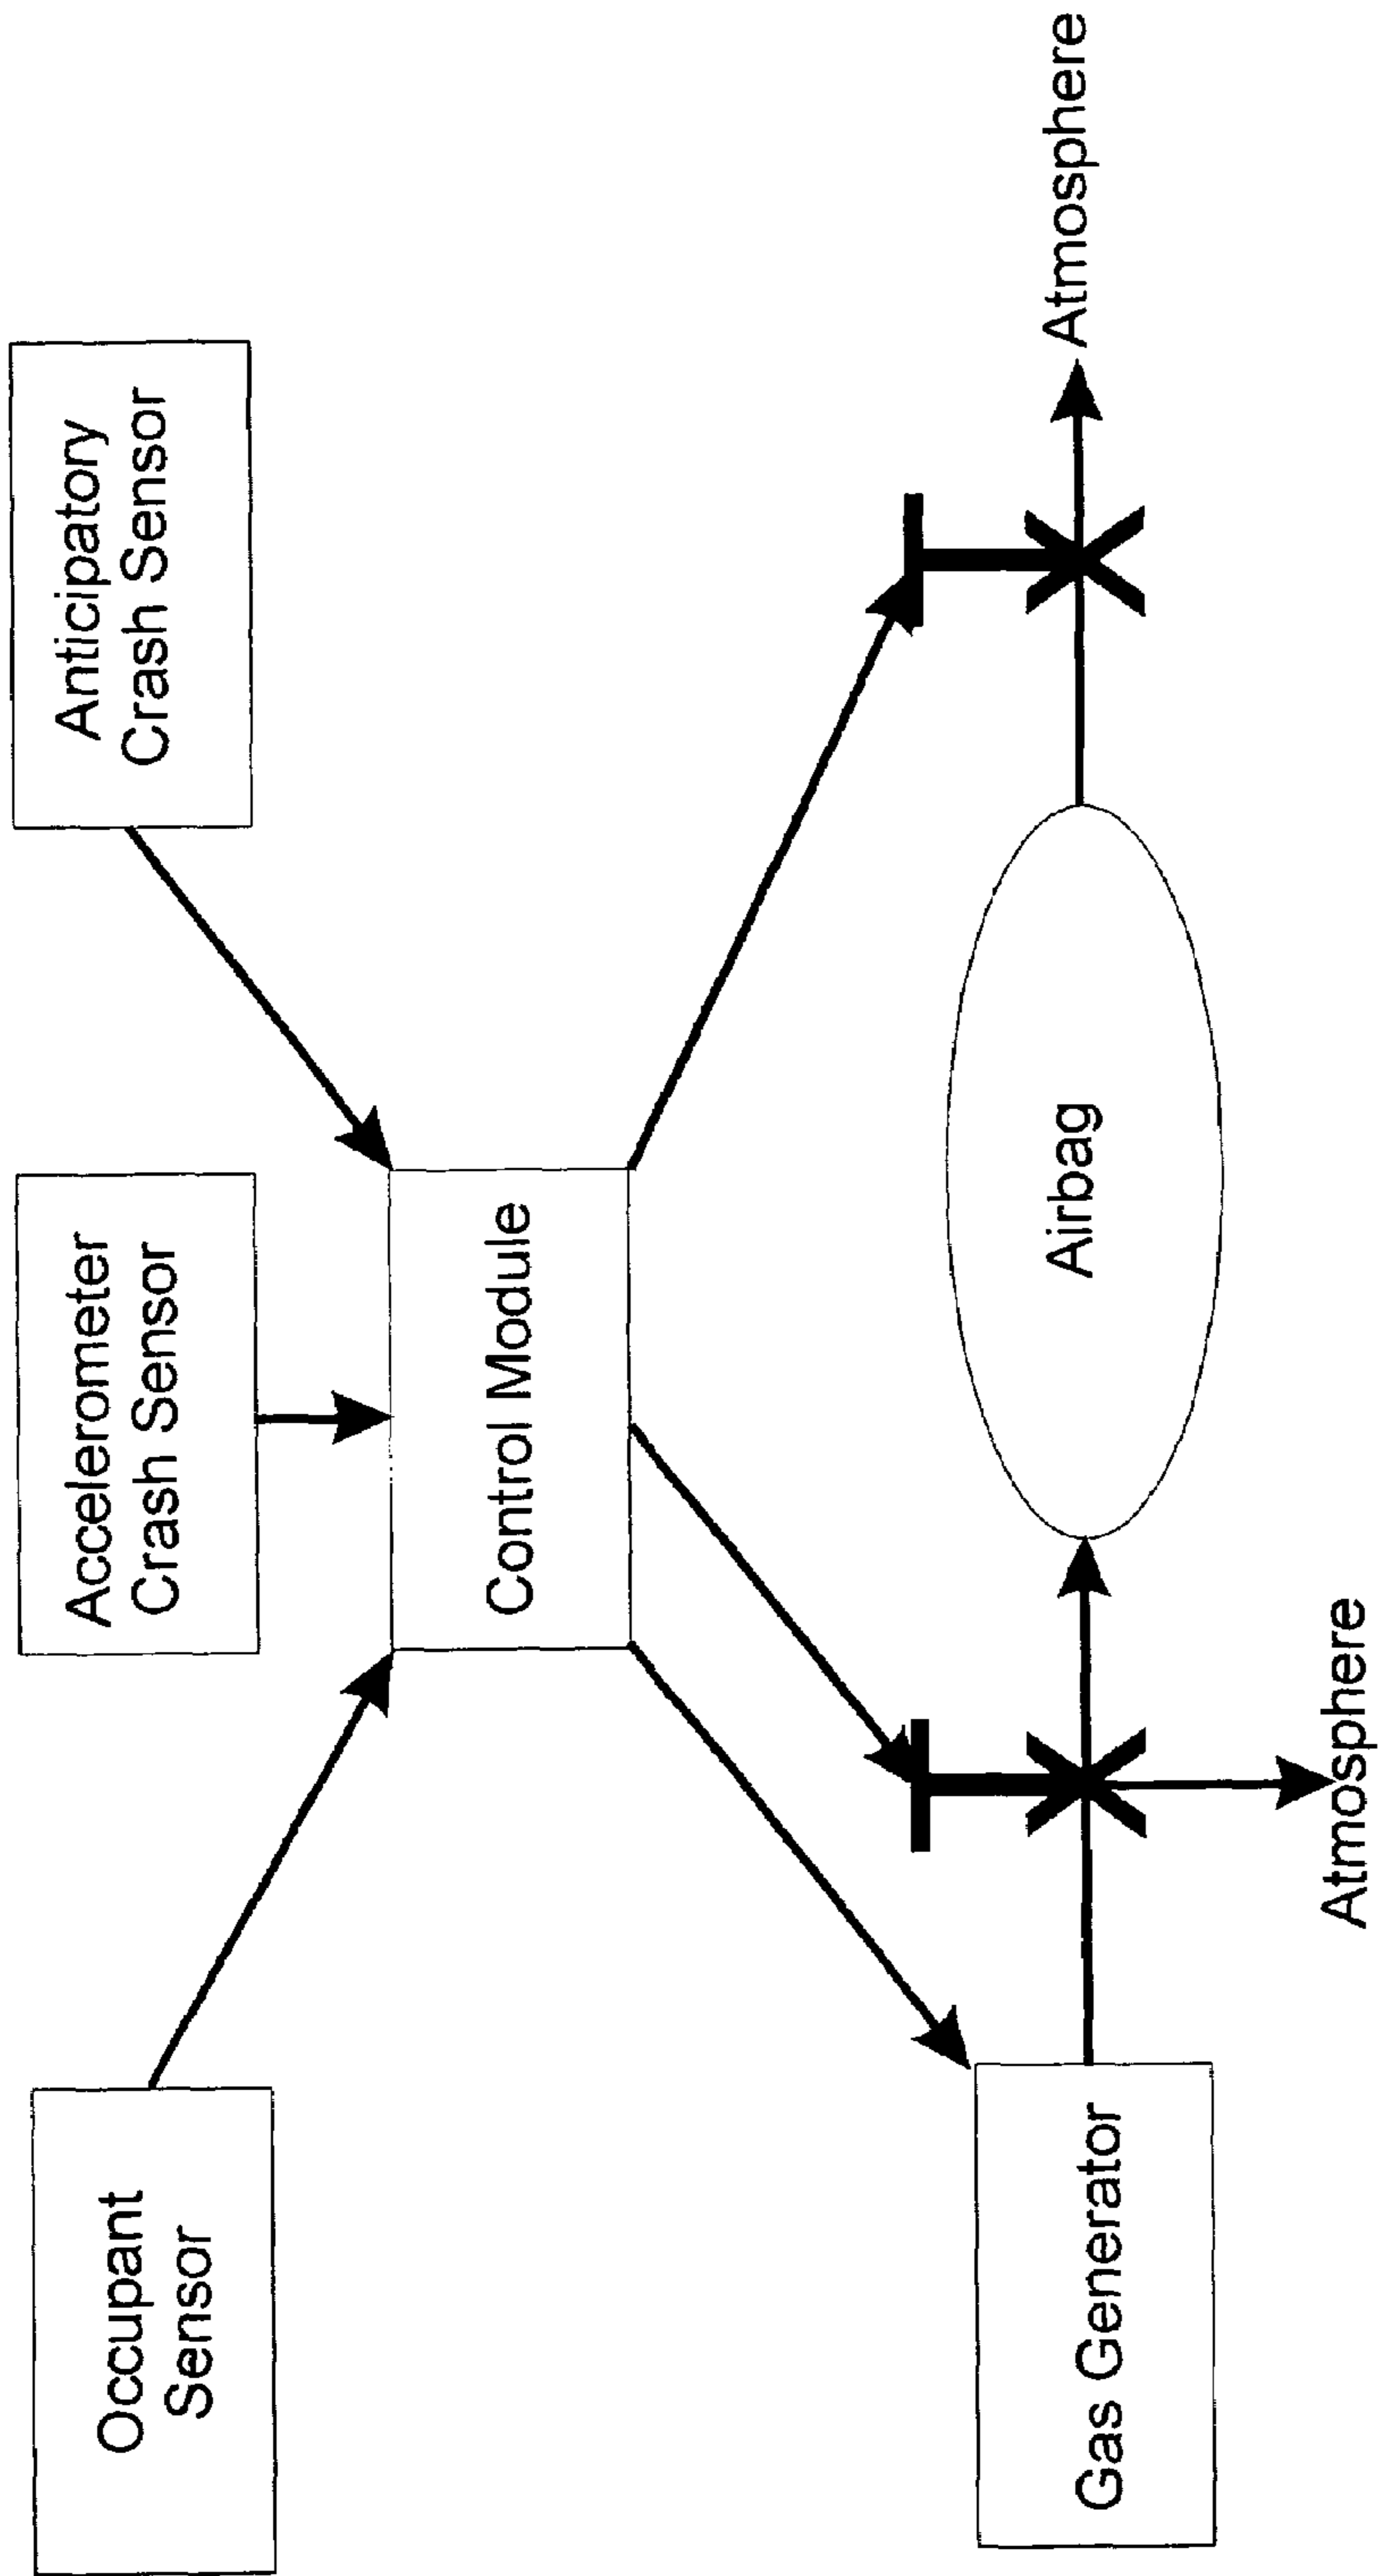 Occupant
Sensor
Accelerometer
Crash Sensor
Anticipatory
Crash Sensor
Control Module
Gas Generator
Airbag
Atmosphere
Atmosphere